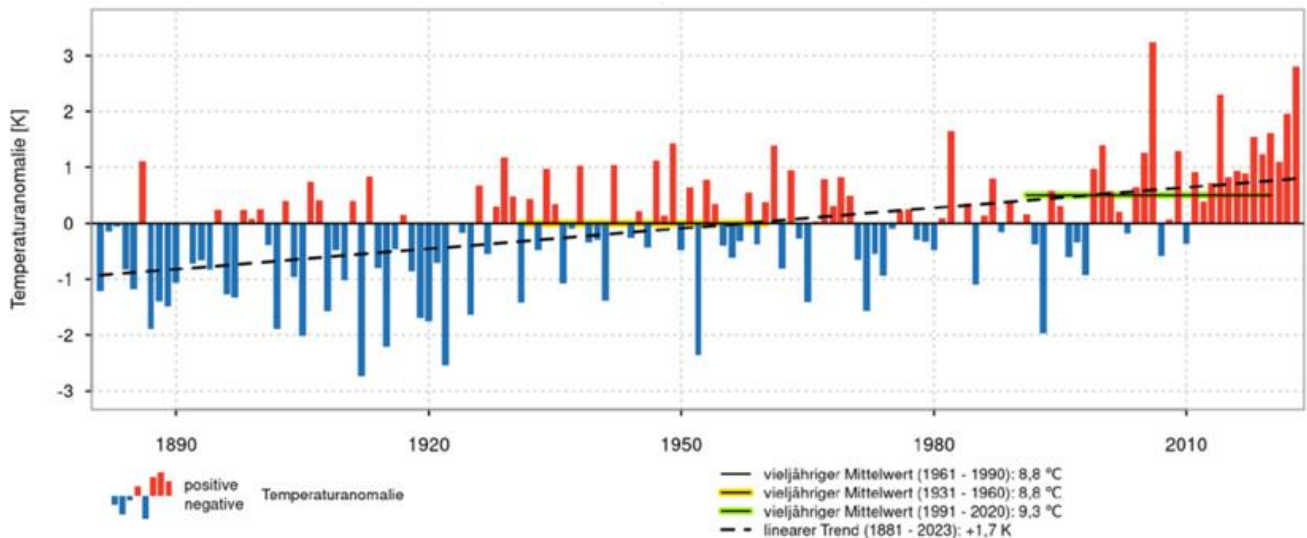 Temperaturanomalie [K]
3
2
1
0
-1
-2
-3
1890
1920
1950
1980
2010
positive
negative
Temperaturanomalie
vieljähriger Mittelwert (1961 - 1990): 8,8 °C
vieljähriger Mittelwert (1931 - 1960): 8,8 °C
vieljähriger Mittelwert (1991 - 2020): 9,3 °C
linearer Trend (1881 - 2023): +1,7 K